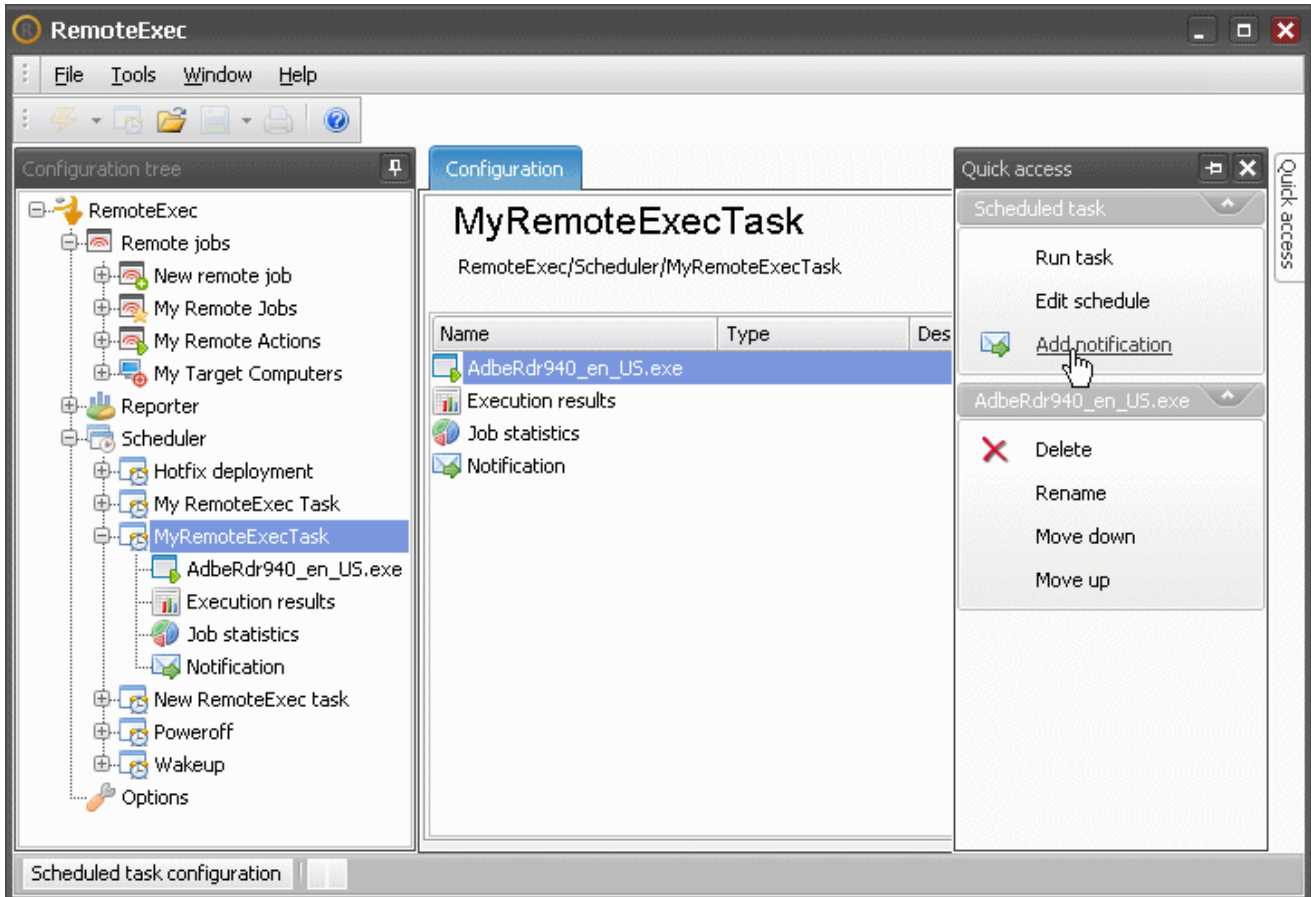 RemoteExec
File Tools Window Help
Configuration tree
RemoteExec
Remote jobs
New remote job
My Remote Jobs
My Remote Actions
My Target Computers
Reporter
Scheduler
Hotfix deployment
My RemoteExec Task
MyRemoteExecTask
AdbeRdr940_en_US.exe
Execution results
Job statistics
Notification
New RemoteExec task
Poweroff
Wakeup
Options
Configuration
MyRemoteExecTask
RemoteExec/Scheduler/MyRemoteExecTask
Name Type Des
AdbeRdr940_en_US.exe
Execution results
Job statistics
Notification
Quick access
Scheduled task
Run task
Edit schedule
Add notification
AdbeRdr940_en_US.exe
Delete
Rename
Move down
Move up
Quick access
Scheduled task configuration